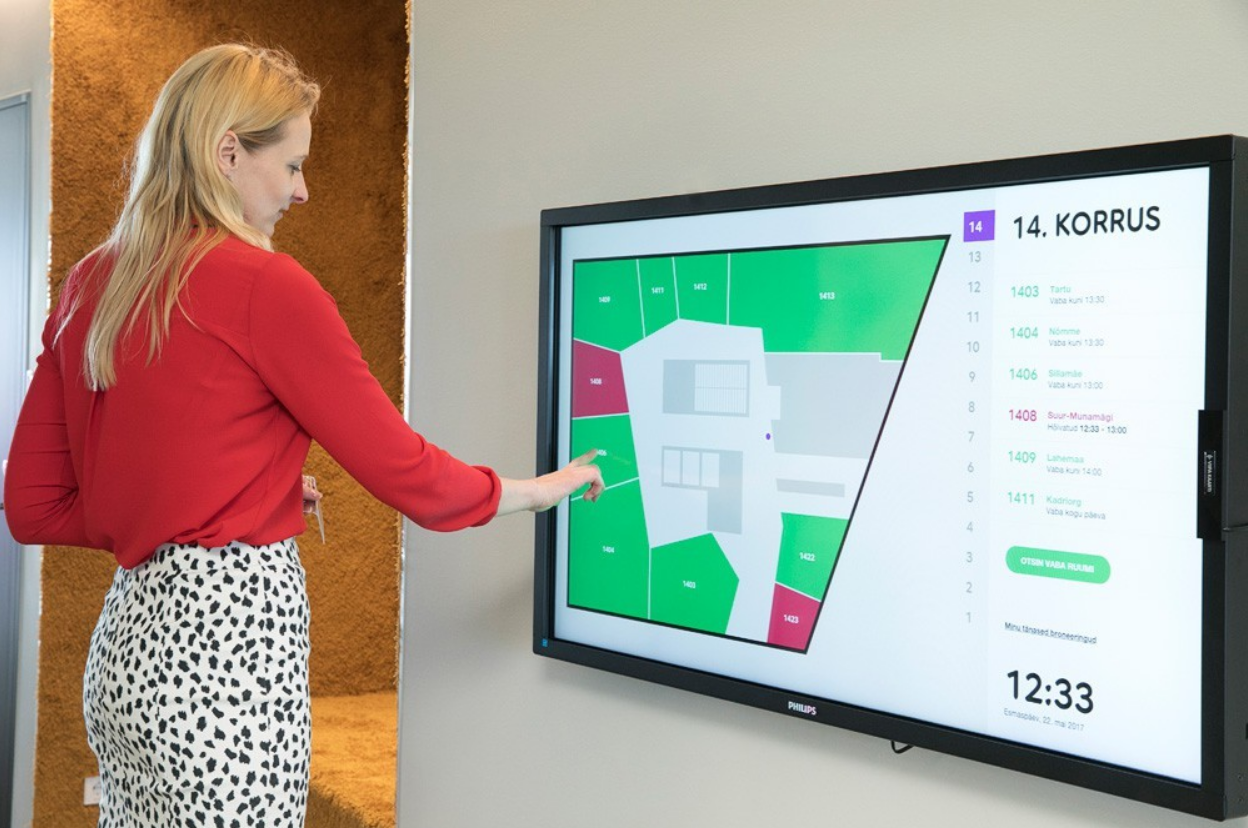 1409
1411
1412
1413
1408
1404
1403
1422
1423
14
13
12
11
10
9
8
7
6
5
4
3
2
1
14. KORRUS
1403 Tartu
Vaba kuni 13:30
1404 Nõmme
Vaba kuni 13:30
1406 Sillamäe
Vaba kuni 13:00
1408 Suur-Munamägi
Hõivatud 12:33 - 13:00
1409 Lahemaa
Vaba kuni 14:00
1411 Kadriorg
Vaba kogu päeva
OTSIN VABA RUUMI
Minu tänased broneeringud
12:33
Esmaspäev, 22. mai 2017
PHILIPS